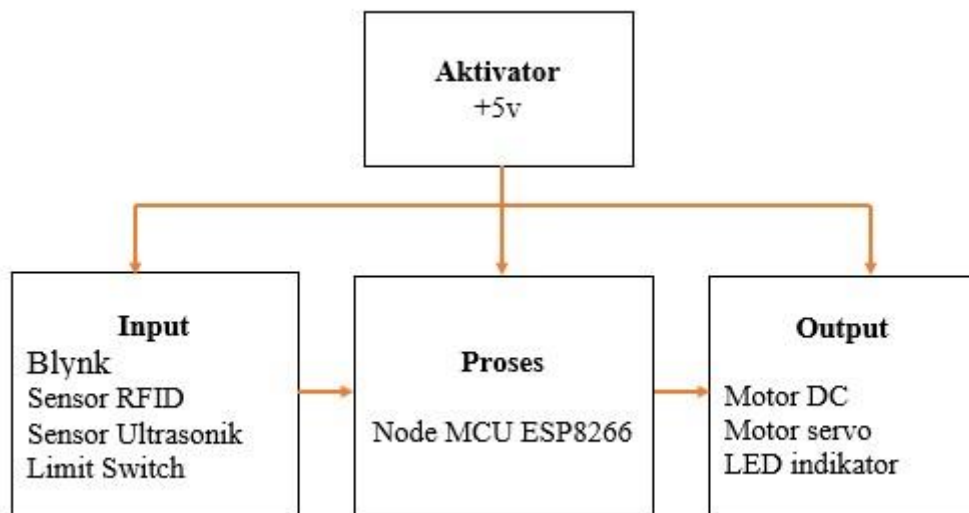 Aktivator
+5v
Input
Blynk
Sensor RFID
Sensor Ultrasonik
Limit Switch
Proses
Node MCU ESP8266
Output
Motor DC
Motor servo
LED indikator